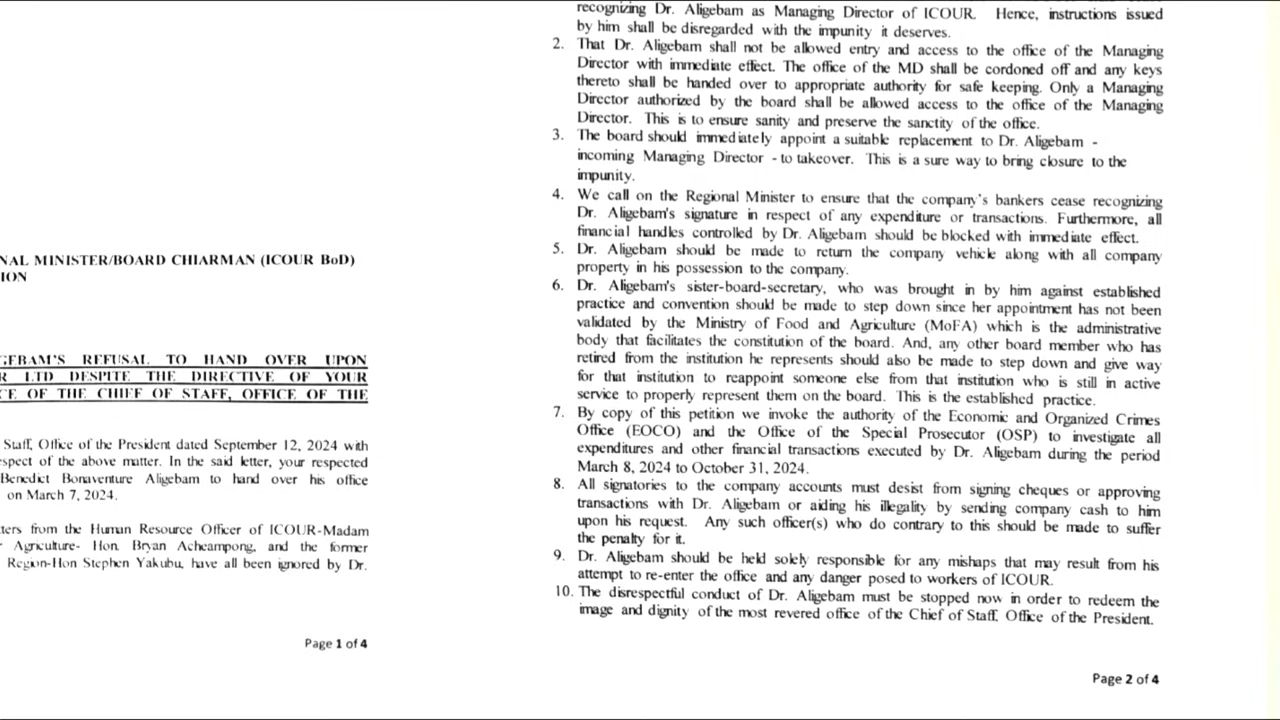 NAL MINISTER/BOARD CHIARMAN (ICOUR BoD)
ION
GEBAM'S REFUSAL TO HAND OVER UPON
R LTD DESPITE THE DIRECTIVE OF YOUR
CE OF THE CHIEF OF STAFF, OFFICE OF THE
Staff, Office of the President dated September 12, 2024 with
spect of the above matter. In the said letter, your respected
Benedict Bonaventure Aligebam to hand over his office
on March 7, 2024.
ters from the Human Resource Officer of ICOUR-Madam
Agriculture- Hon. Bryan Acheampong, and the former
Region-Hon Stephen Yakubu, have all been ignored by Dr.
Page 1 of 4
recognizing Dr. Aligebam as Managing Director of ICOUR. Hence, instructions issued
by him shall be disregarded with the impunity it deserves.
2. That Dr. Aligebam shall not be allowed entry and access to the office of the Managing
Director with immediate effect. The office of the MD shall be cordoned off and any keys
thereto shall be handed over to appropriate authority for safe keeping. Only a Managing
Director authorized by the board shall be allowed access to the office of the Managing
Director. This is to ensure sanity and preserve the sanctity of the office.
3. The board should immediately appoint a suitable replacement to Dr. Aligebam -
incoming Managing Director - to takeover. This is a sure way to bring closure to the
impunity.
4. We call on the Regional Minister to ensure that the company's bankers cease recognizing
Dr. Aligebam's signature in respect of any expenditure or transactions. Furthermore, all
financial handles controlled by Dr. Aligebam should be blocked with immediate effect.
5. Dr. Aligebam should be made to return the company vehicle along with all company
property in his possession to the company.
6. Dr. Aligebam's sister-board-secretary, who was brought in by him against established
practice and convention should be made to step down since her appointment has not been
validated by the Ministry of Food and Agriculture (MoFA) which is the administrative
body that facilitates the constitution of the board. And, any other board member who has
retired from the institution he represents should also be made to step down and give way
for that institution to reappoint someone else from that institution who is still in active
service to properly represent them on the board. This is the established practice.
7. By copy of this petition we invoke the authority of the Economic and Organized Crimes
Office (EOCO) and the Office of the Special Prosecutor (OSP) to investigate all
expenditures and other financial transactions executed by Dr. Aligebam during the period
March 8, 2024 to October 31, 2024.
8. All signatories to the company accounts must desist from signing cheques or approving
transactions with Dr. Aligebam or aiding his illegality by sending company cash to him
upon his request. Any such officer(s) who do contrary to this should be made to suffer
the penalty for it.
9. Dr. Aligebam should be held solely responsible for any mishaps that may result from his
attempt to re-enter the office and any danger posed to workers of ICOUR.
10. The disrespectful conduct of Dr. Aligebam must be stopped now in order to redeem the
image and dignity of the most revered office of the Chief of Staff, Office of the President.
Page 2 of 4